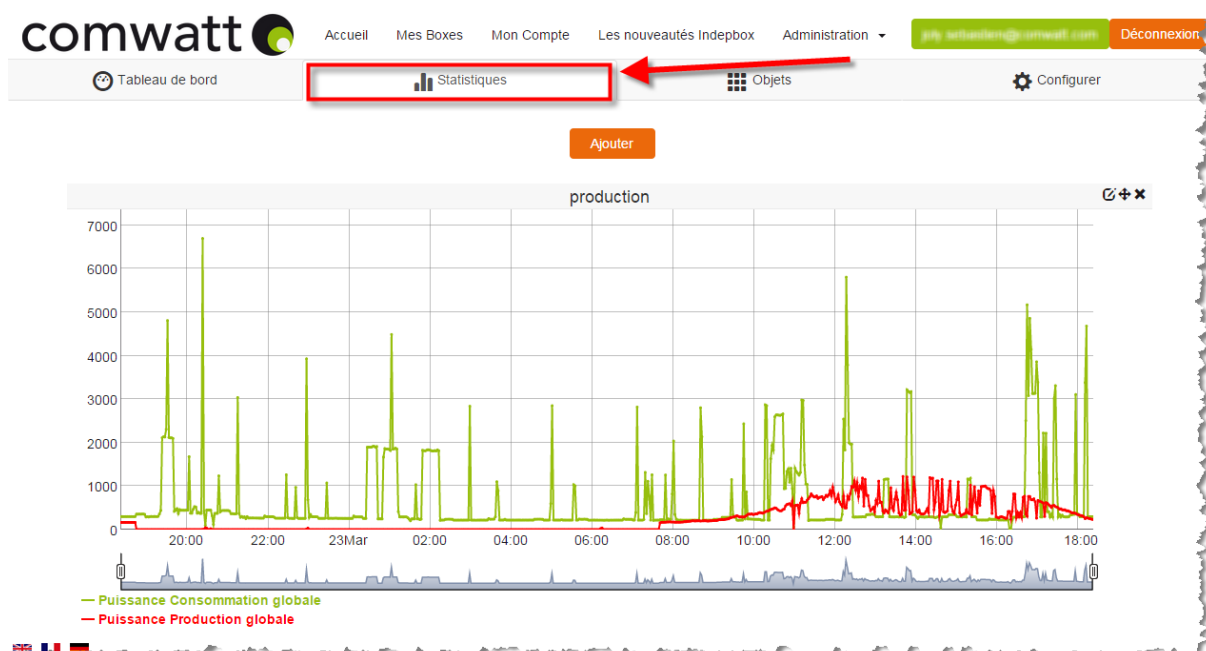 comwatt
Accueil Mes Boxes Mon Compte Les nouveautés Indepbox Administration Déconnexion
Tableau de bord Statistiques Objets Configurer
Ajouter
production
7000
6000
5000
4000
3000
2000
1000
0
20:00 22:00 23Mar 02:00 04:00 06:00 08:00 10:00 12:00 14:00 16:00 18:00
Puissance Consommation globale
Puissance Production globale